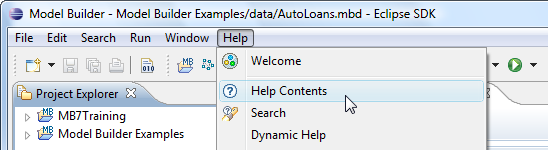 Model Builder - Model Builder Examples/data/AutoLoans.mbd - Eclipse SDK
File Edit Search Run Window Help
Welcome
Project Explorer
Help Contents
MB7Training
Search
Model Builder Examples
Dynamic Help